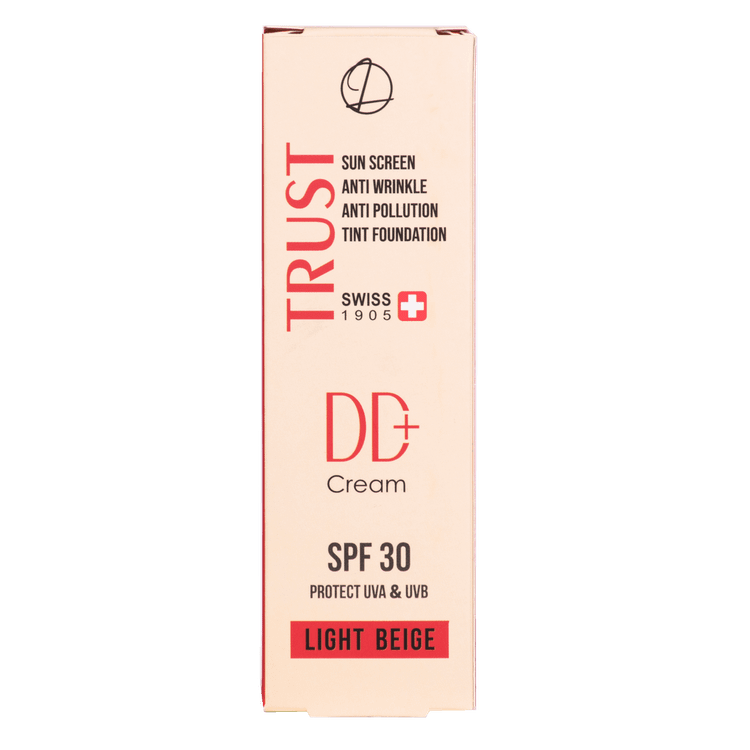 TRUST
SUN SCREEN
ANTI WRINKLE
ANTI POLLUTION
TINT FOUNDATION
SWISS
1905
DD+
Cream
SPF 30
PROTECT UVA & UVB
LIGHT BEIGE